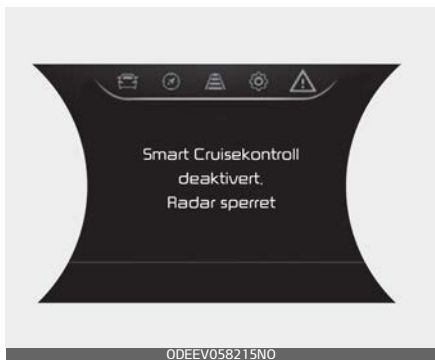 Smart Cruisekontroll
deaktivert,
Radar sperret
ODEEV058215NO